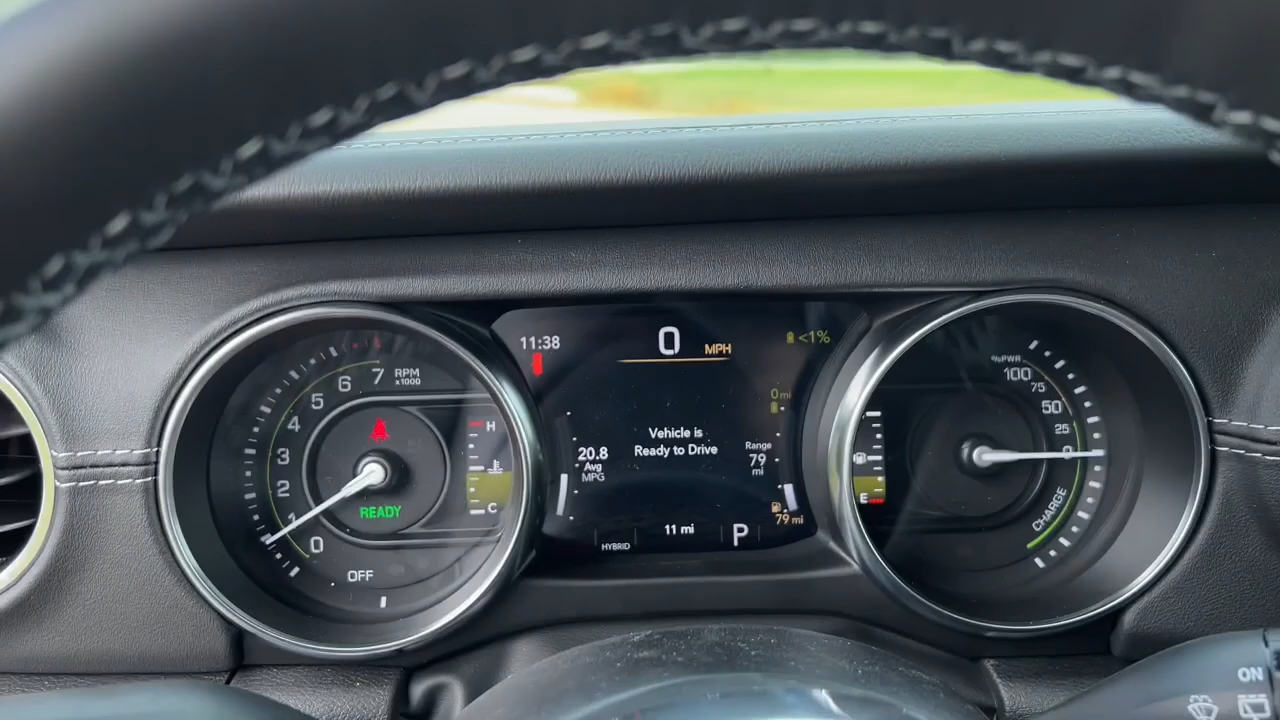 11:38
0 MPH
<1%
RPM
x1000
7
6
5
4
3
2
1
0
OFF
READY
H
C
20.8
Avg
MPG
Vehicle is
Ready to Drive
0 mi
Range
79
mi
79 mi
HYBRID
11 mi
P
E
%PWR
100
75
50
25
0
CHARGE
ON